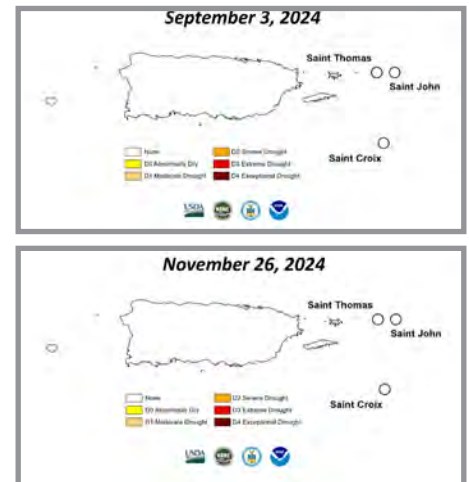 September 3, 2024
Saint Thomas
Saint John
Saint Croix
None
D0 Abnormally Dry
D1 Moderate Drought
D2 Severe Drought
D3 Extreme Drought
D4 Exceptional Drought
USDA
November 26, 2024
Saint Thomas
Saint John
Saint Croix
None
D0 Abnormally Dry
D1 Moderate Drought
D2 Severe Drought
D3 Extreme Drought
D4 Exceptional Drought
USDA